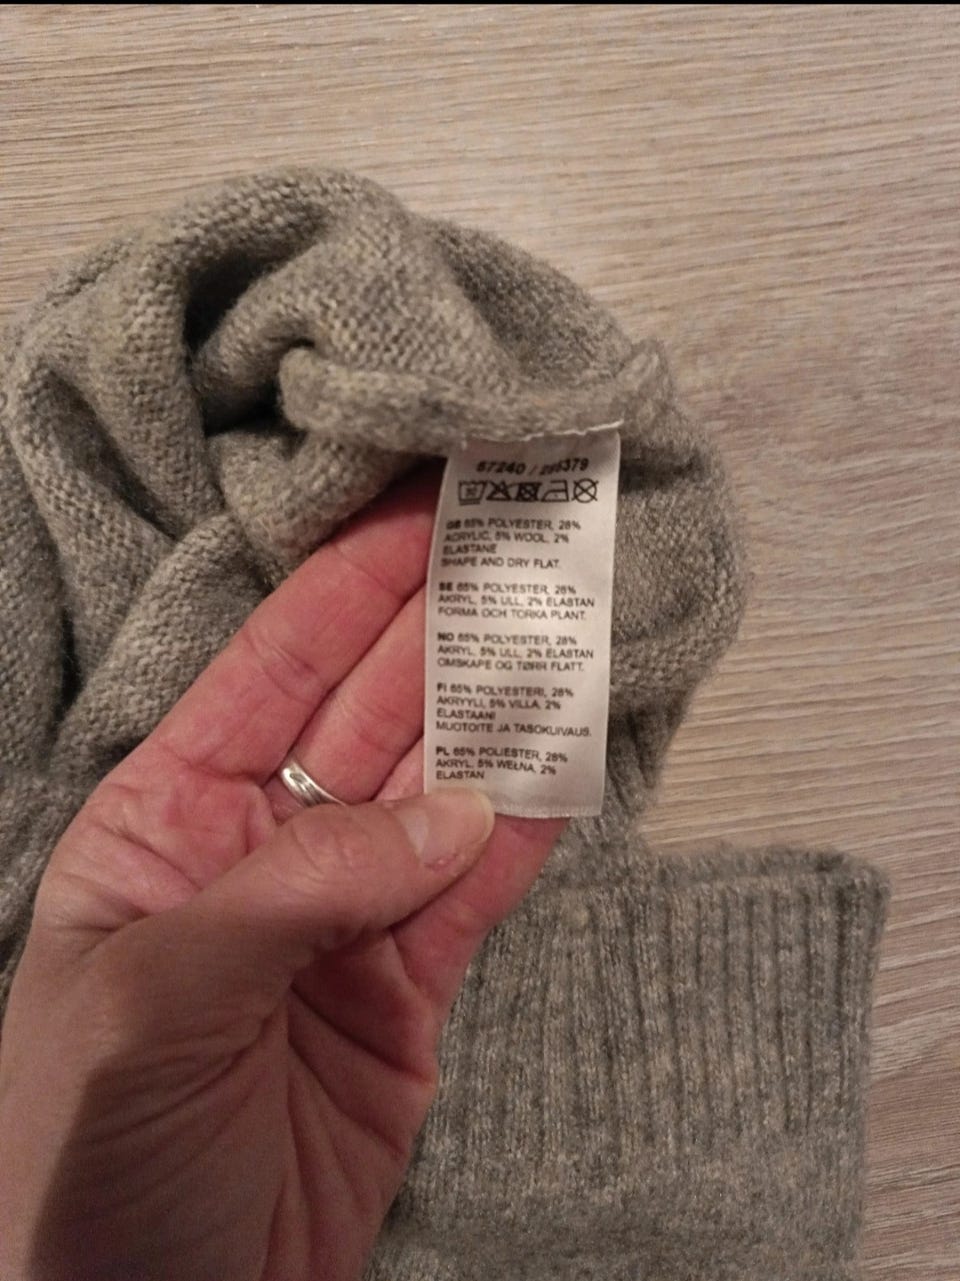 67240 / 266379
GB 65% POLYESTER, 28%
ACRYLIC, 5% WOOL, 2%
ELASTANE
SHAPE AND DRY FLAT.
SE 65% POLYESTER, 28%
AKRYL, 5% ULL, 2% ELASTAN
FORMA OCH TORKA PLANT.
NO 65% POLYESTER, 28%
AKRYL, 5% ULL, 2% ELASTAN
OMSKAPE OG TØRR FLATT.
FI 65% POLYESTERI, 28%
AKRYYLI, 5% VILLA, 2%
ELASTAANI
MUOTOITE JA TASOKUIVAUS.
PL 65% POLIESTER, 28%
AKRYL, 5% WEŁNA, 2%
ELASTAN